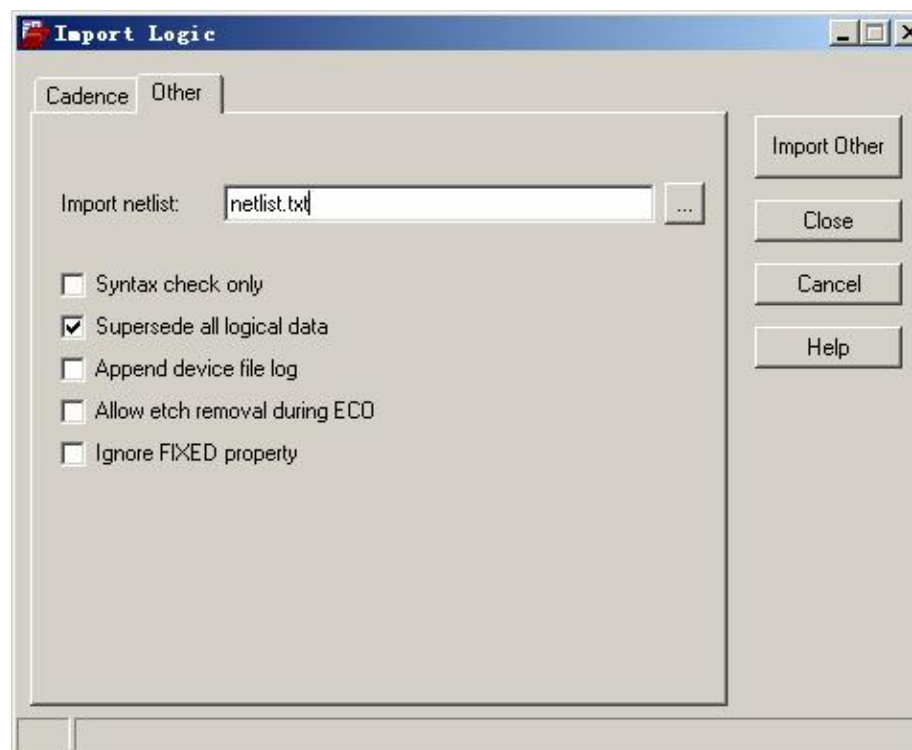 Import Logic
Cadence
Other
Import Other
Import netlist:
netlist.txt
...
Close
Syntax check only
Cancel
Supersede all logical data
Help
Append device file log
Allow etch removal during ECO
Ignore FIXED property